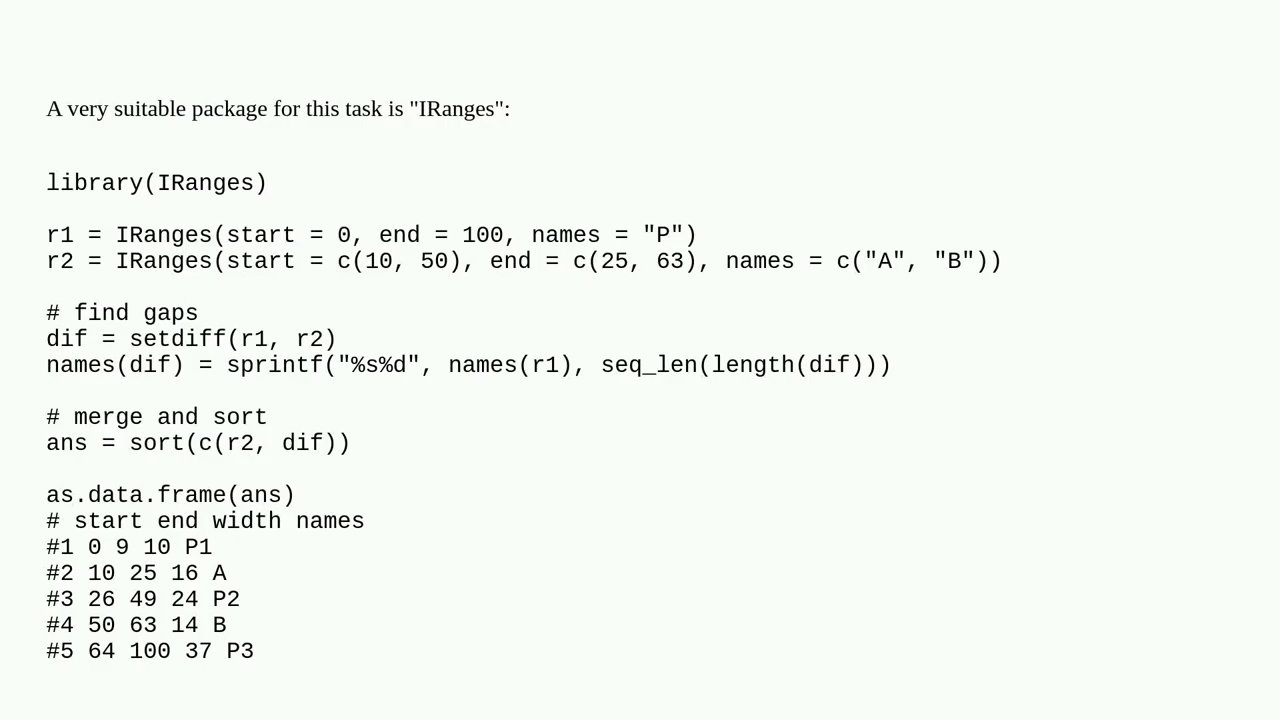 A very suitable package for this task is "IRanges":
library(IRanges)
r1 = IRanges(start = 0, end = 100, names = "P")
r2 = IRanges(start = c(10, 50), end = c(25, 63), names = c("A", "B"))
# find gaps
dif = setdiff(r1, r2)
names(dif) = sprintf("%s%d", names(r1), seq_len(length(dif)))
# merge and sort
ans = sort(c(r2, dif))
as.data.frame(ans)
# start end width names
#1 0 9 10 P1
#2 10 25 16 A
#3 26 49 24 P2
#4 50 63 14 B
#5 64 100 37 P3